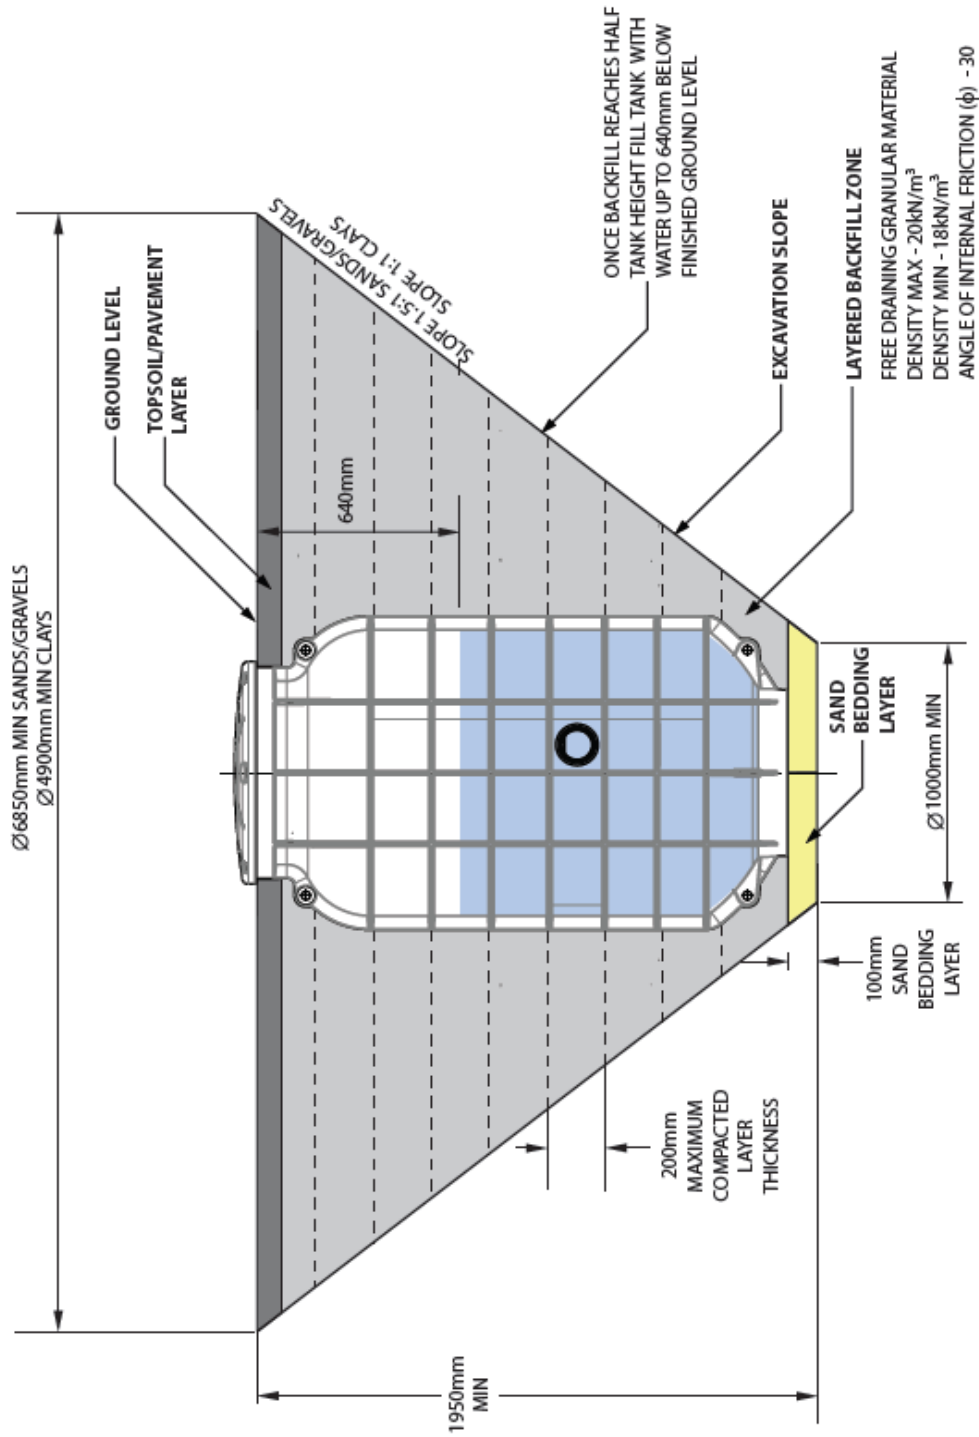 Ø6850mm MIN SANDS/GRAVELS
Ø4900mm MIN CLAYS
GROUND LEVEL
TOPSOIL/PAVEMENT
LAYER
SLOPE 1.5:1 SANDS/GRAVELS
SLOPE 1:1 CLAYS
640mm
ONCE BACKFILL REACHES HALF
TANK HEIGHT FILL TANK WITH
WATER UP TO 640mm BELOW
FINISHED GROUND LEVEL
EXCAVATION SLOPE
LAYERED BACKFILL ZONE
FREE DRAINING GRANULAR MATERIAL
DENSITY MAX - 20kN/m³
DENSITY MIN - 18kN/m³
ANGLE OF INTERNAL FRICTION (ϕ) - 30
1950mm
MIN
200mm
MAXIMUM
COMPACTED
LAYER
THICKNESS
100mm
SAND
BEDDING
LAYER
Ø1000mm MIN
SAND
BEDDING
LAYER